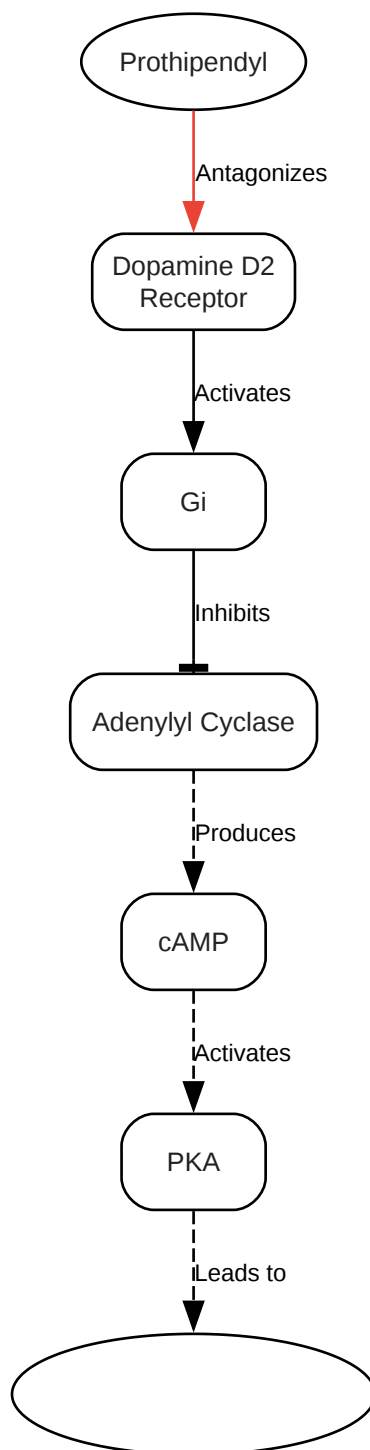 Prothipendyl
Antagonizes
Dopamine D2
Receptor
Activates
Gi
Inhibits
Adenylyl Cyclase
Produces
cAMP
Activates
PKA
Leads to